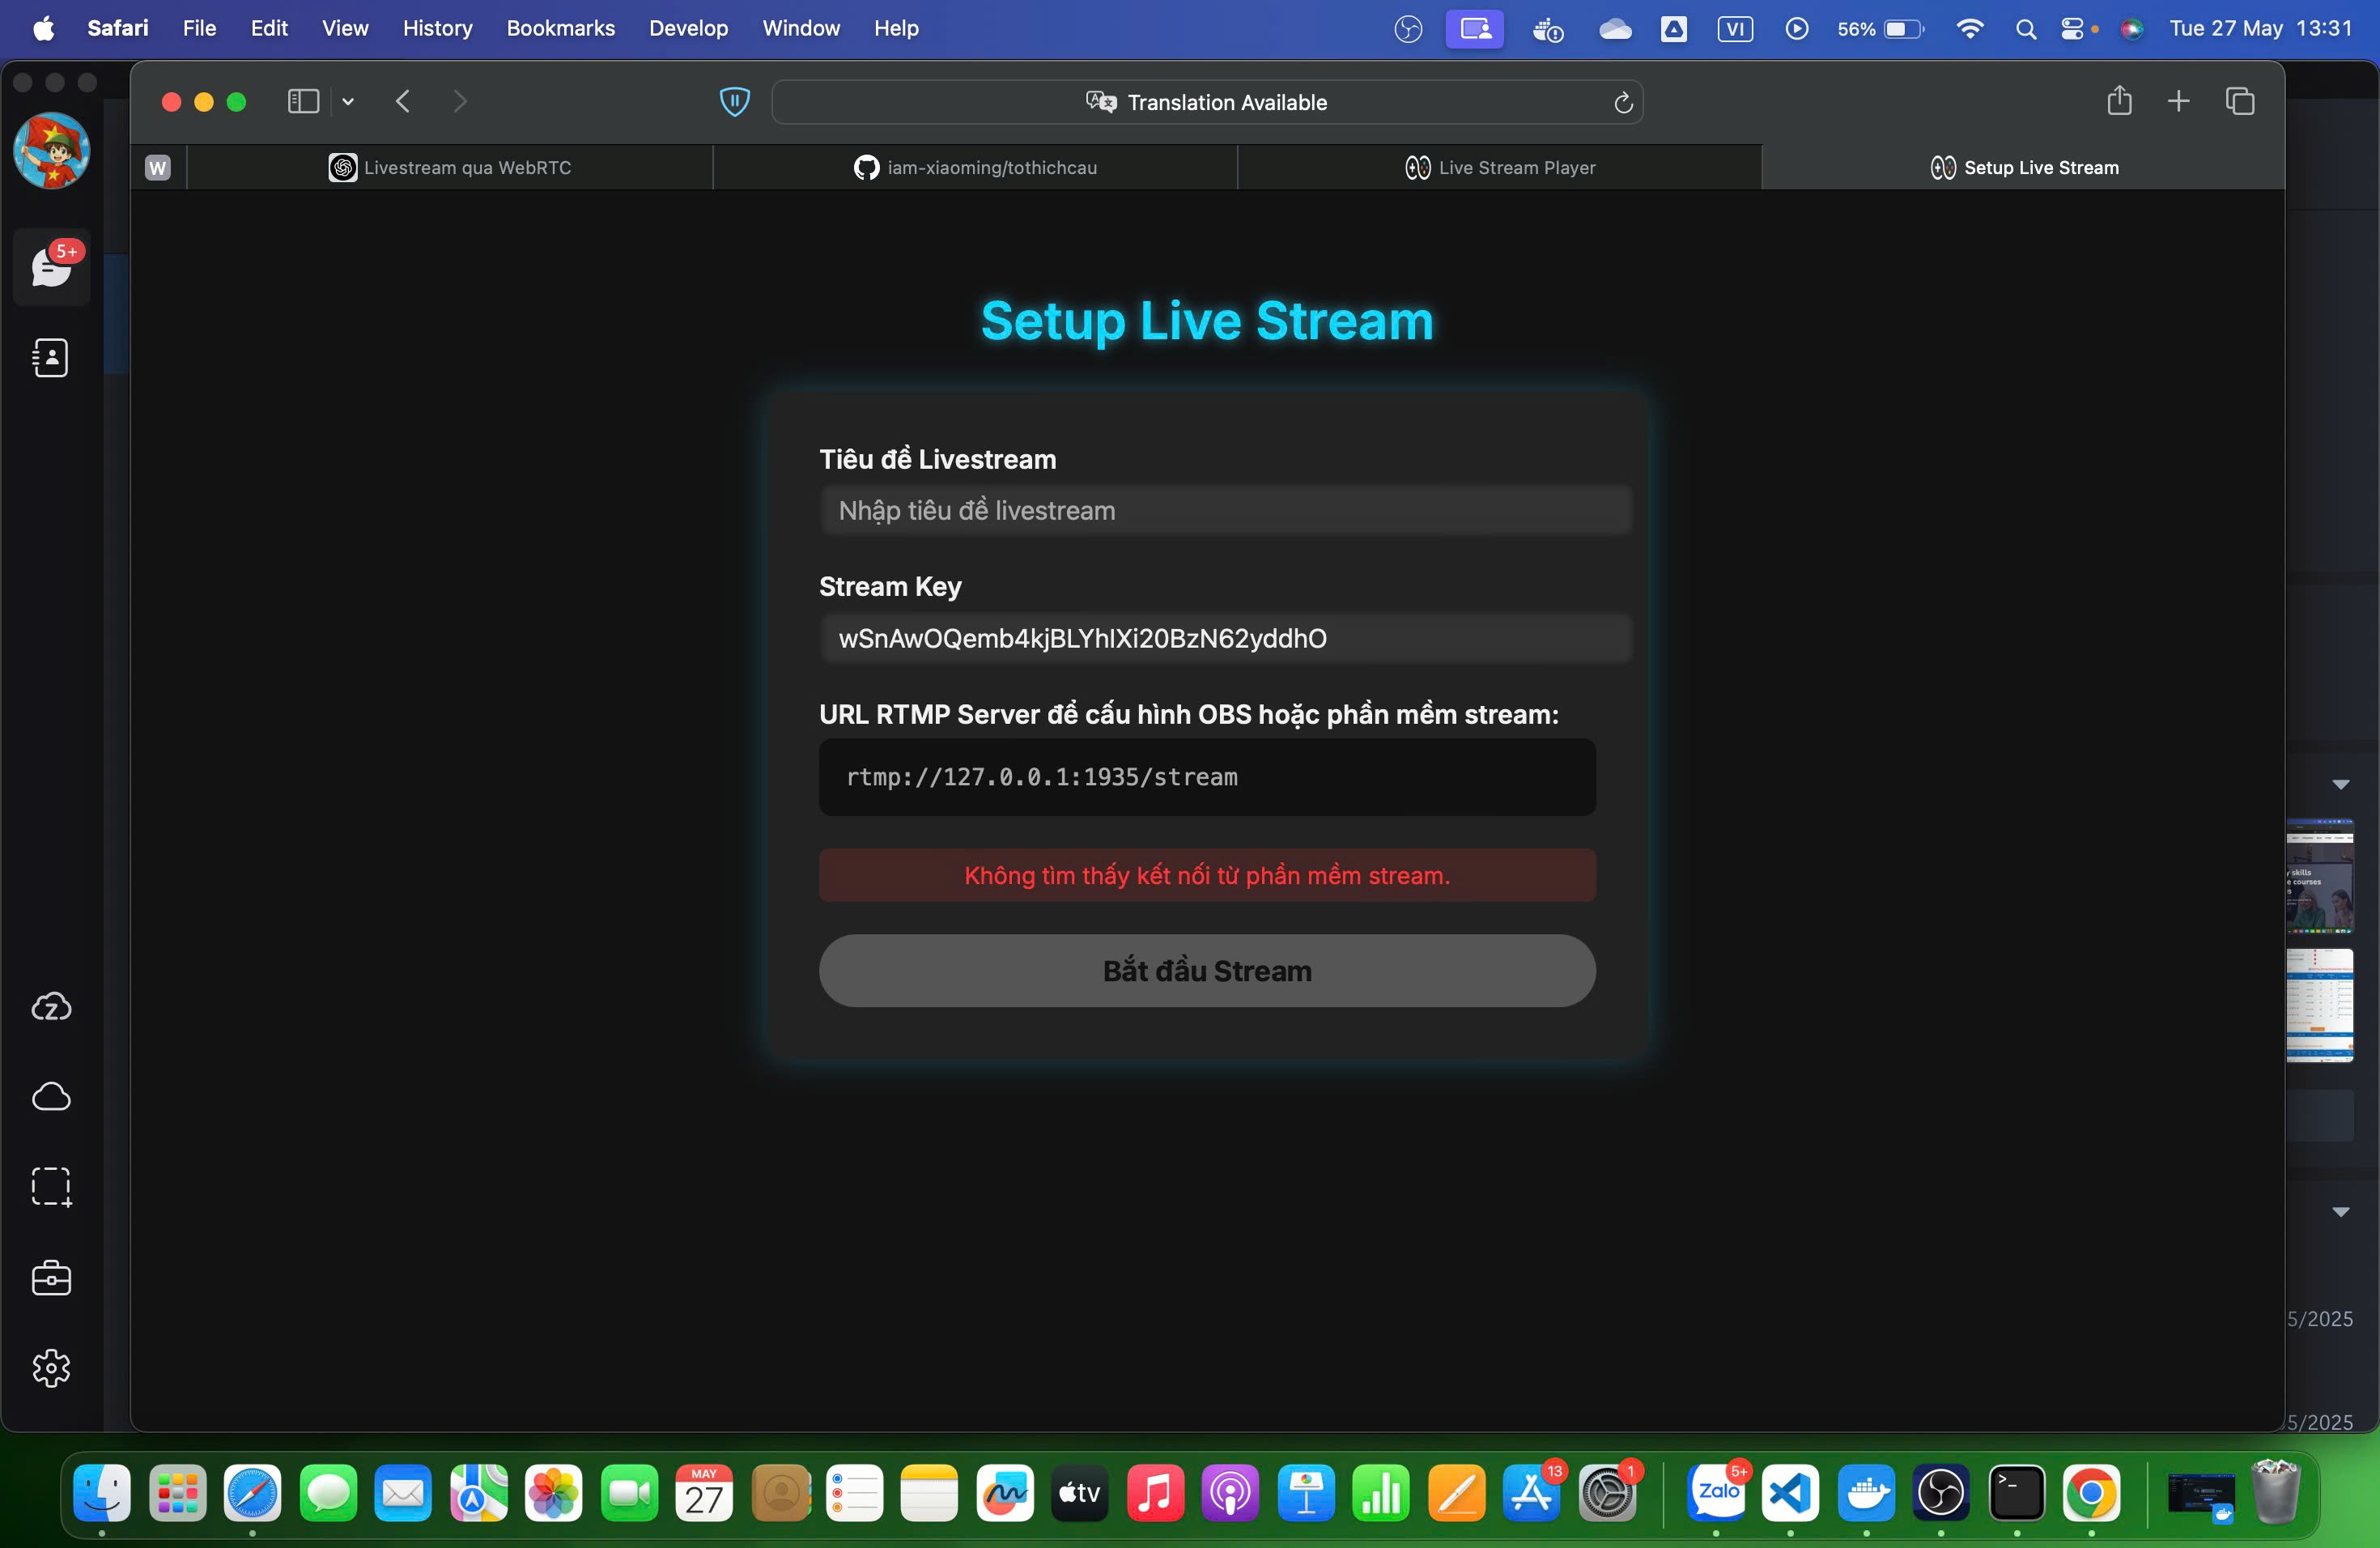 Safari File Edit View History Bookmarks Develop Window Help VI 56% Tue 27 May 13:31
Translation Available
W Livestream qua WebRTC iam-xiaoming/tothichcau Live Stream Player Setup Live Stream
5+
Setup Live Stream
Tiêu đề Livestream
Nhập tiêu đề livestream
Stream Key
wSnAwOQemb4kjBLYhIXi20BzN62yddhO
URL RTMP Server để cấu hình OBS hoặc phần mềm stream:
rtmp://127.0.0.1:1935/stream
Không tìm thấy kết nối từ phần mềm stream.
Bắt đầu Stream
y skills
e courses
s
5/2025
5/2025
MAY
27
tv
13
1
Zalo
5+